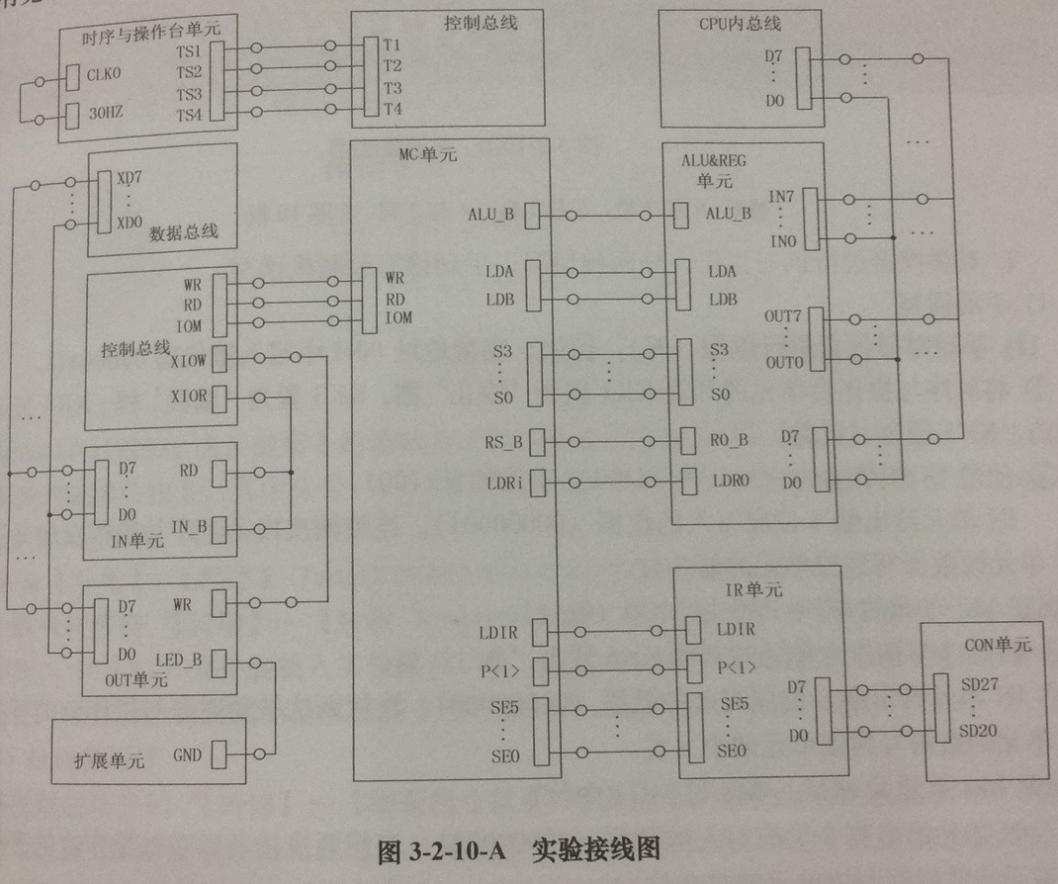 时序与操作台单元
CLK0
30HZ
TS1
TS2
TS3
TS4
控制总线
T1
T2
T3
T4
CPU内总线
D7
D0
XD7
XD0
数据总线
控制总线
WR
RD
IOM
XIOW
XIOR
D7
D0
RD
IN_B
IN单元
D7
D0
WR
LED_B
OUT单元
扩展单元
GND
MC单元
WR
RD
IOM
ALU_B
LDA
LDB
S3
S0
RS_B
LDRi
LDIR
P<1>
SE5
SE0
ALU&REG
单元
ALU_B
LDA
LDB
S3
S0
RO_B
LDR0
IN7
IN0
OUT7
OUT0
D7
D0
IR单元
LDIR
P<1>
SE5
SE0
D7
D0
CON单元
SD27
SD20
图 3-2-10-A 实验接线图